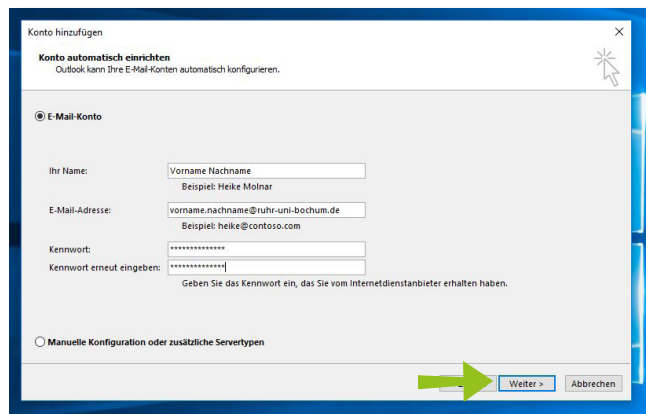 Konto hinzufügen
Konto automatisch einrichten
Outlook kann Ihre E-Mail-Konten automatisch konfigurieren.
E-Mail-Konto
Ihr Name: Vorname Nachname
Beispiel: Heike Molnar
E-Mail-Adresse: vorname.nachname@ruhr-uni-bochum.de
Beispiel: heike@contoso.com
Kennwort: **************
Kennwort erneut eingeben: **************
Geben Sie das Kennwort ein, das Sie vom Internetdienstanbieter erhalten haben.
Manuelle Konfiguration oder zusätzliche Servertypen
Weiter > Abbrechen